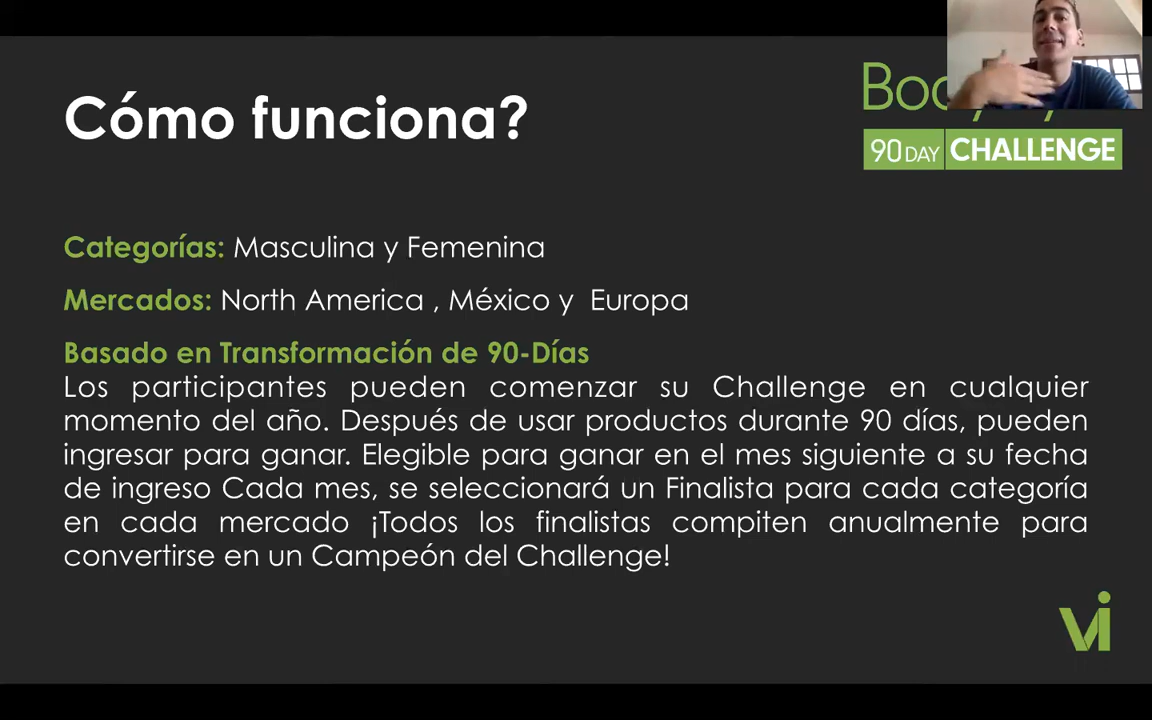 Cómo funciona?
90 DAY CHALLENGE
Categorías: Masculina y Femenina
Mercados: North America , México y Europa
Basado en Transformación de 90-Días
Los participantes pueden comenzar su Challenge en cualquier
momento del año. Después de usar productos durante 90 días, pueden
ingresar para ganar. Elegible para ganar en el mes siguiente a su fecha
de ingreso Cada mes, se seleccionará un Finalista para cada categoría
en cada mercado ¡Todos los finalistas compiten anualmente para
convertirse en un Campeón del Challenge!
vi